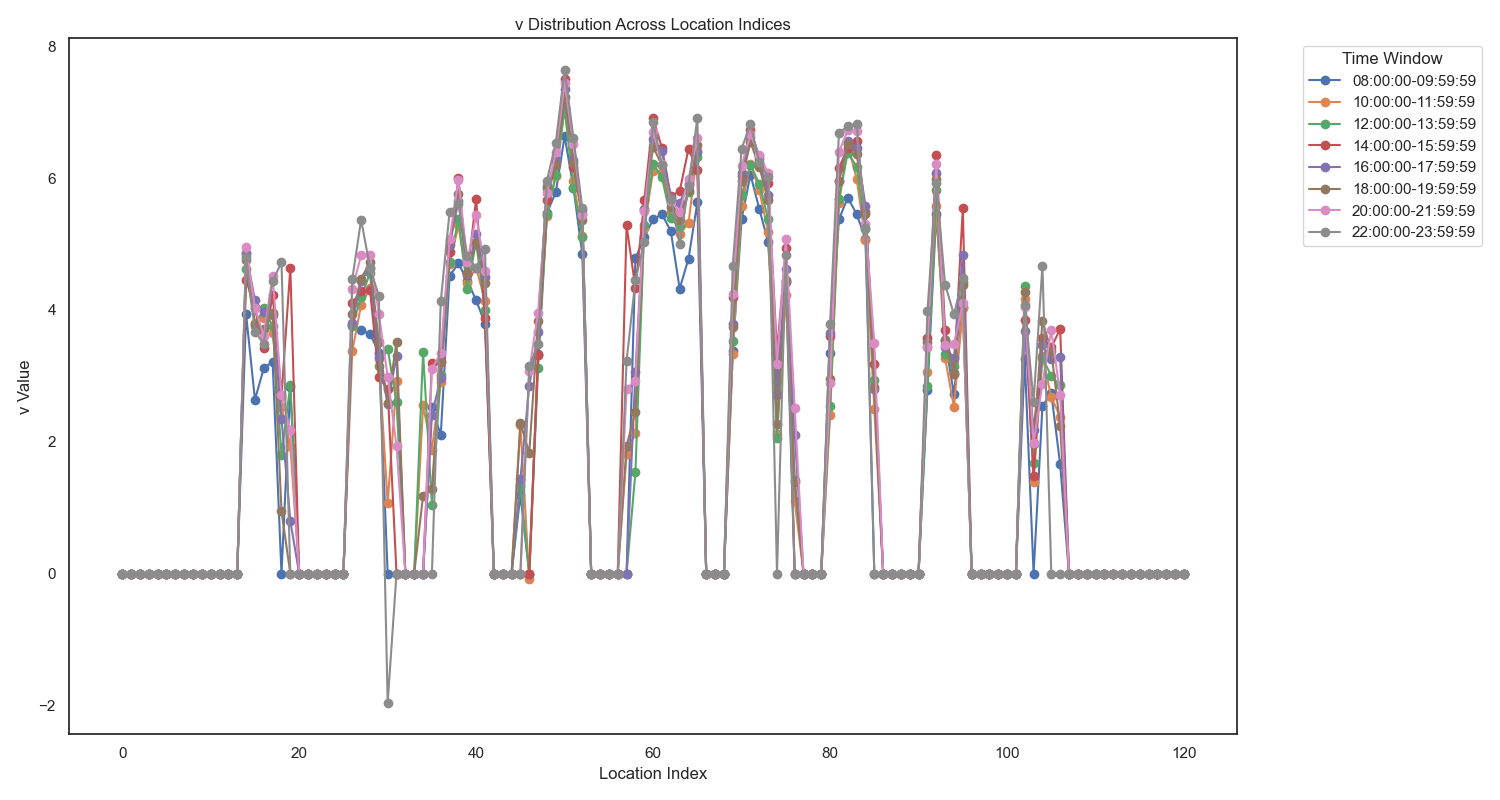 v Distribution Across Location Indices
v Value
8
6
4
2
0
−2
0 20 40 60 80 100 120
Location Index
Time Window
08:00:00-09:59:59
10:00:00-11:59:59
12:00:00-13:59:59
14:00:00-15:59:59
16:00:00-17:59:59
18:00:00-19:59:59
20:00:00-21:59:59
22:00:00-23:59:59